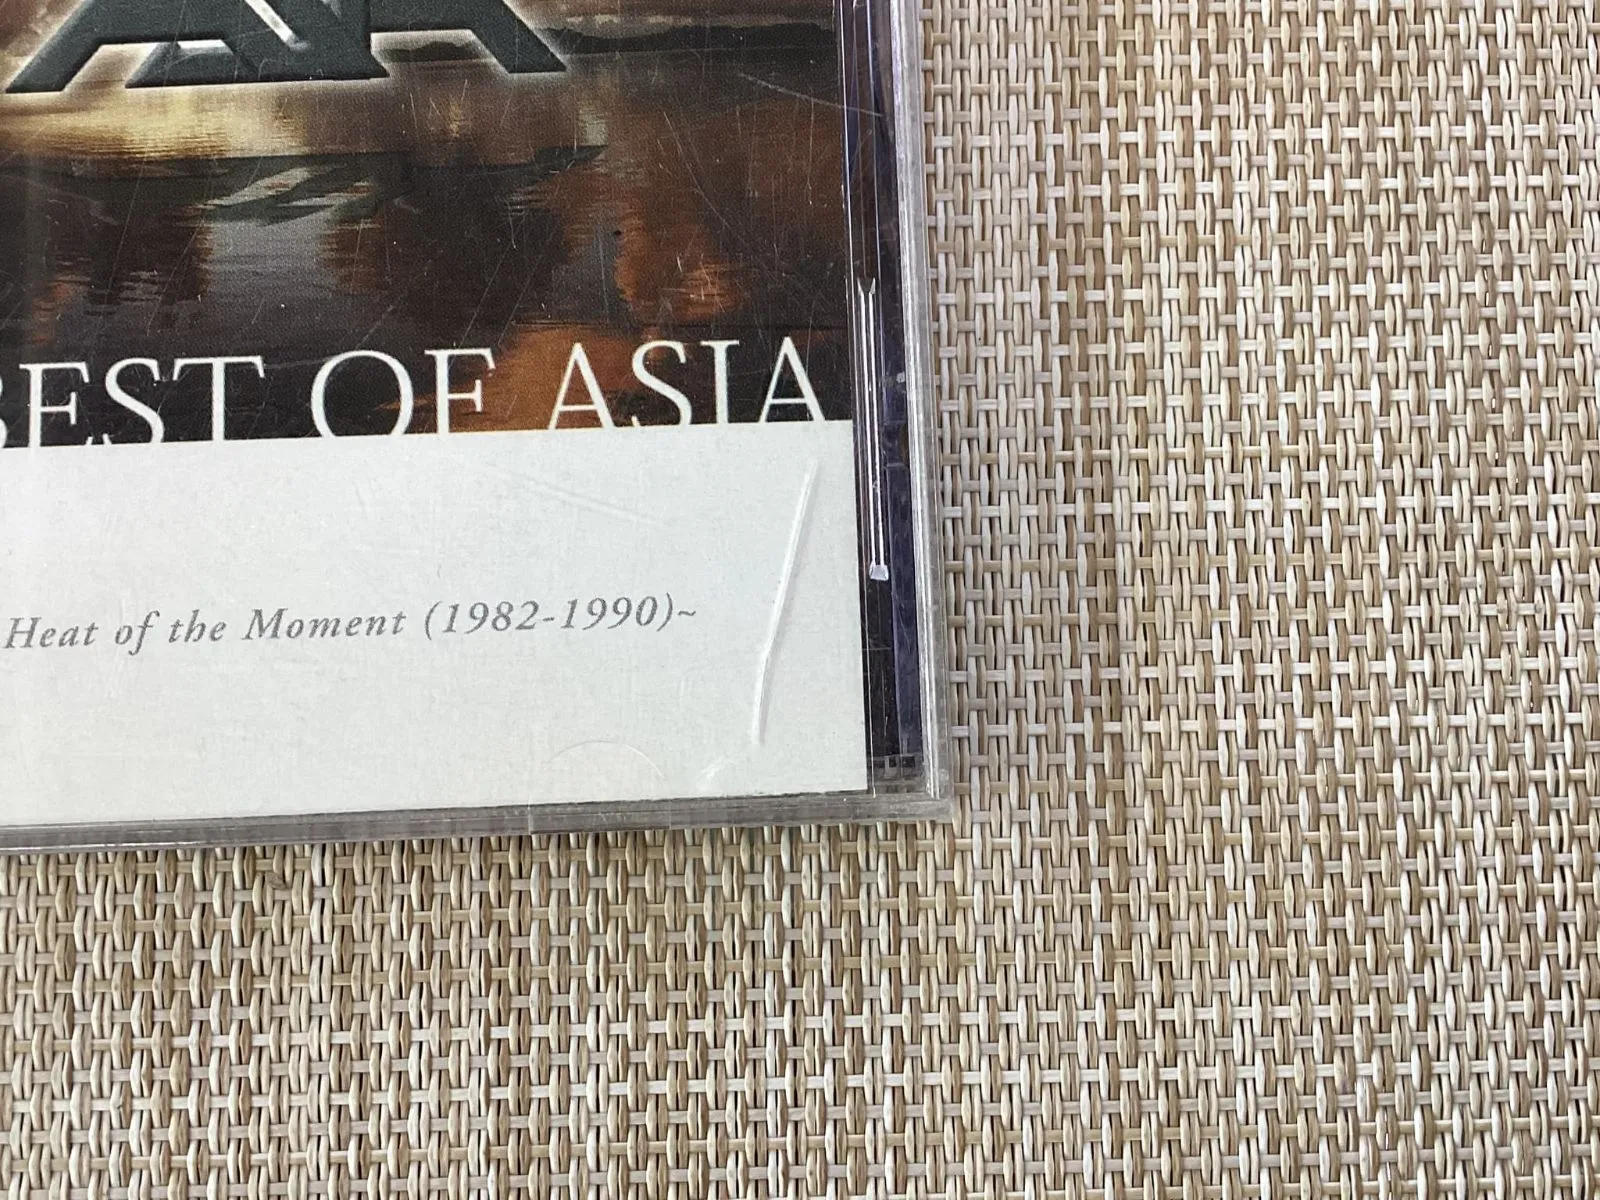 BEST OF ASIA
Heat of the Moment (1982-1990)~